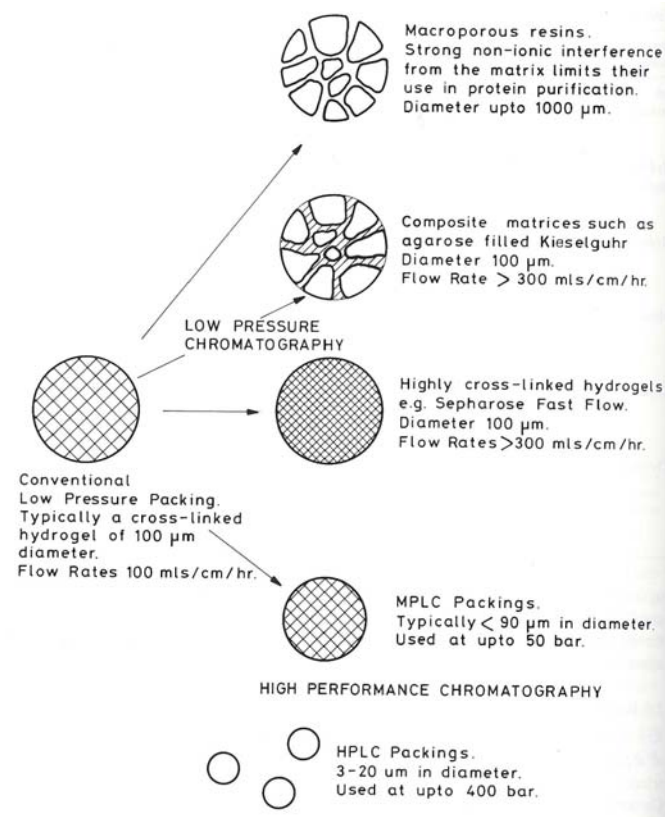 Macroporous resins.
Strong non-ionic interference
from the matrix limits their
use in protein purification.
Diameter upto 1000 μm.
Composite matrices such as
agarose filled Kieselguhr
Diameter 100 μm.
Flow Rate > 300 mls/cm/hr.
LOW PRESSURE
CHROMATOGRAPHY
Highly cross-linked hydrogels
e.g. Sepharose Fast Flow.
Diameter 100 μm.
Flow Rates >300 mls/cm/hr.
Conventional
Low Pressure Packing.
Typically a cross-linked
hydrogel of 100 μm
diameter.
Flow Rates 100 mls/cm/hr.
MPLC Packings.
Typically < 90 μm in diameter.
Used at upto 50 bar.
HIGH PERFORMANCE CHROMATOGRAPHY
HPLC Packings.
3-20 um in diameter.
Used at upto 400 bar.